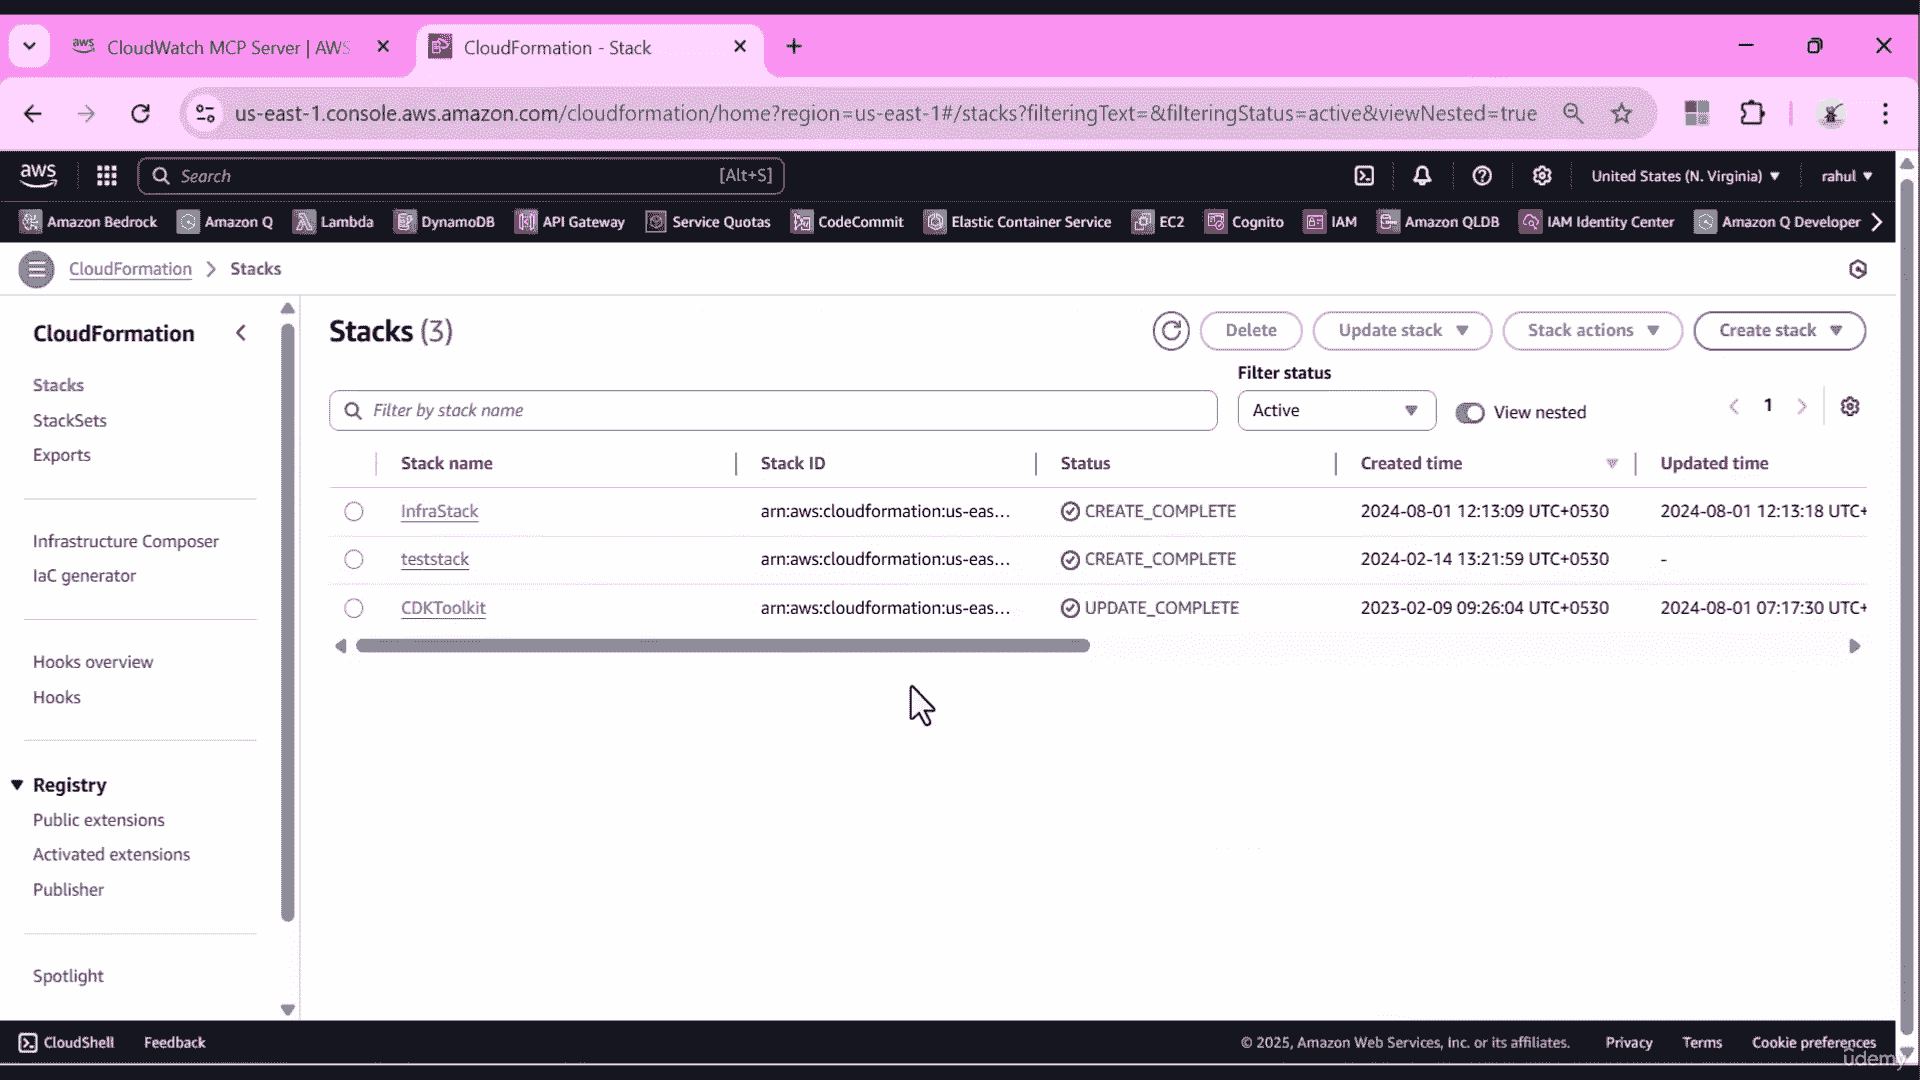 aws CloudWatch MCP Server | AWS
CloudFormation - Stack
us-east-1.console.aws.amazon.com/cloudformation/home?region=us-east-1#/stacks?filteringText=&filteringStatus=active&viewNested=true
aws Search [Alt+S] United States (N. Virginia) rahul
Amazon Bedrock Amazon Q Lambda DynamoDB API Gateway Service Quotas CodeCommit Elastic Container Service EC2 Cognito IAM Amazon QLDB IAM Identity Center Amazon Q Developer
CloudFormation Stacks
CloudFormation
Stacks
StackSets
Exports
Infrastructure Composer
IaC generator
Hooks overview
Hooks
Registry
Public extensions
Activated extensions
Publisher
Spotlight
Stacks (3)
Delete Update stack Stack actions Create stack
Filter status
Filter by stack name Active View nested 1
Stack name Stack ID Status Created time Updated time
InfraStack arn:aws:cloudformation:us-eas... CREATE_COMPLETE 2024-08-01 12:13:09 UTC+0530 2024-08-01 12:13:18 UTC+
teststack arn:aws:cloudformation:us-eas... CREATE_COMPLETE 2024-02-14 13:21:59 UTC+0530 -
CDKToolkit arn:aws:cloudformation:us-eas... UPDATE_COMPLETE 2023-02-09 09:26:04 UTC+0530 2024-08-01 07:17:30 UTC+
CloudShell Feedback © 2025, Amazon Web Services, Inc. or its affiliates. Privacy Terms Cookie preferences
ûdemy